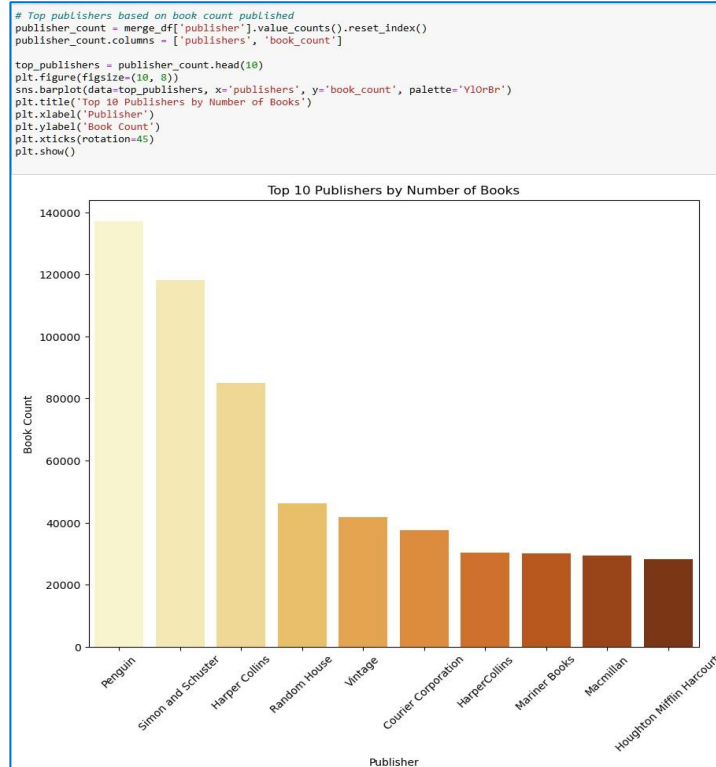 # Top publishers based on book count published
publisher_count = merge_df['publisher'].value_counts().reset_index()
publisher_count.columns = ['publishers', 'book_count']
top_publishers = publisher_count.head(10)
plt.figure(figsize=(10, 8))
sns.barplot(data=top_publishers, x='publishers', y='book_count', palette='YlOrBr')
plt.title('Top 10 Publishers by Number of Books')
plt.xlabel('Publisher')
plt.ylabel('Book Count')
plt.xticks(rotation=45)
plt.show()
Top 10 Publishers by Number of Books
140000
120000
100000
80000
60000
40000
20000
0
Book Count
Penguin
Simon and Schuster
Harper Collins
Random House
Vintage
Courier Corporation
HarperCollins
Mariner Books
Macmillan
Houghton Mifflin Harcourt
Publisher